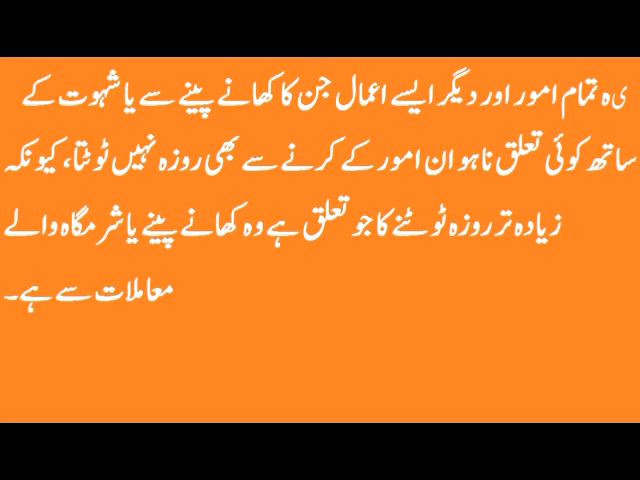 ی ہ تمام امور اور دیگر ایسے اعمال جن کا کھانے پینے سے یا شہوت کے
ساتھ کوئی تعلق نا ہو ان امور کے کرنے سے بھی روزہ نہیں ٹوٹتا، کیونکہ
زیادہ تر روزہ ٹوٹنے کا جو تعلق ہے وہ کھانے پینے یا شرمگاہ والے
معاملات سے ہے۔